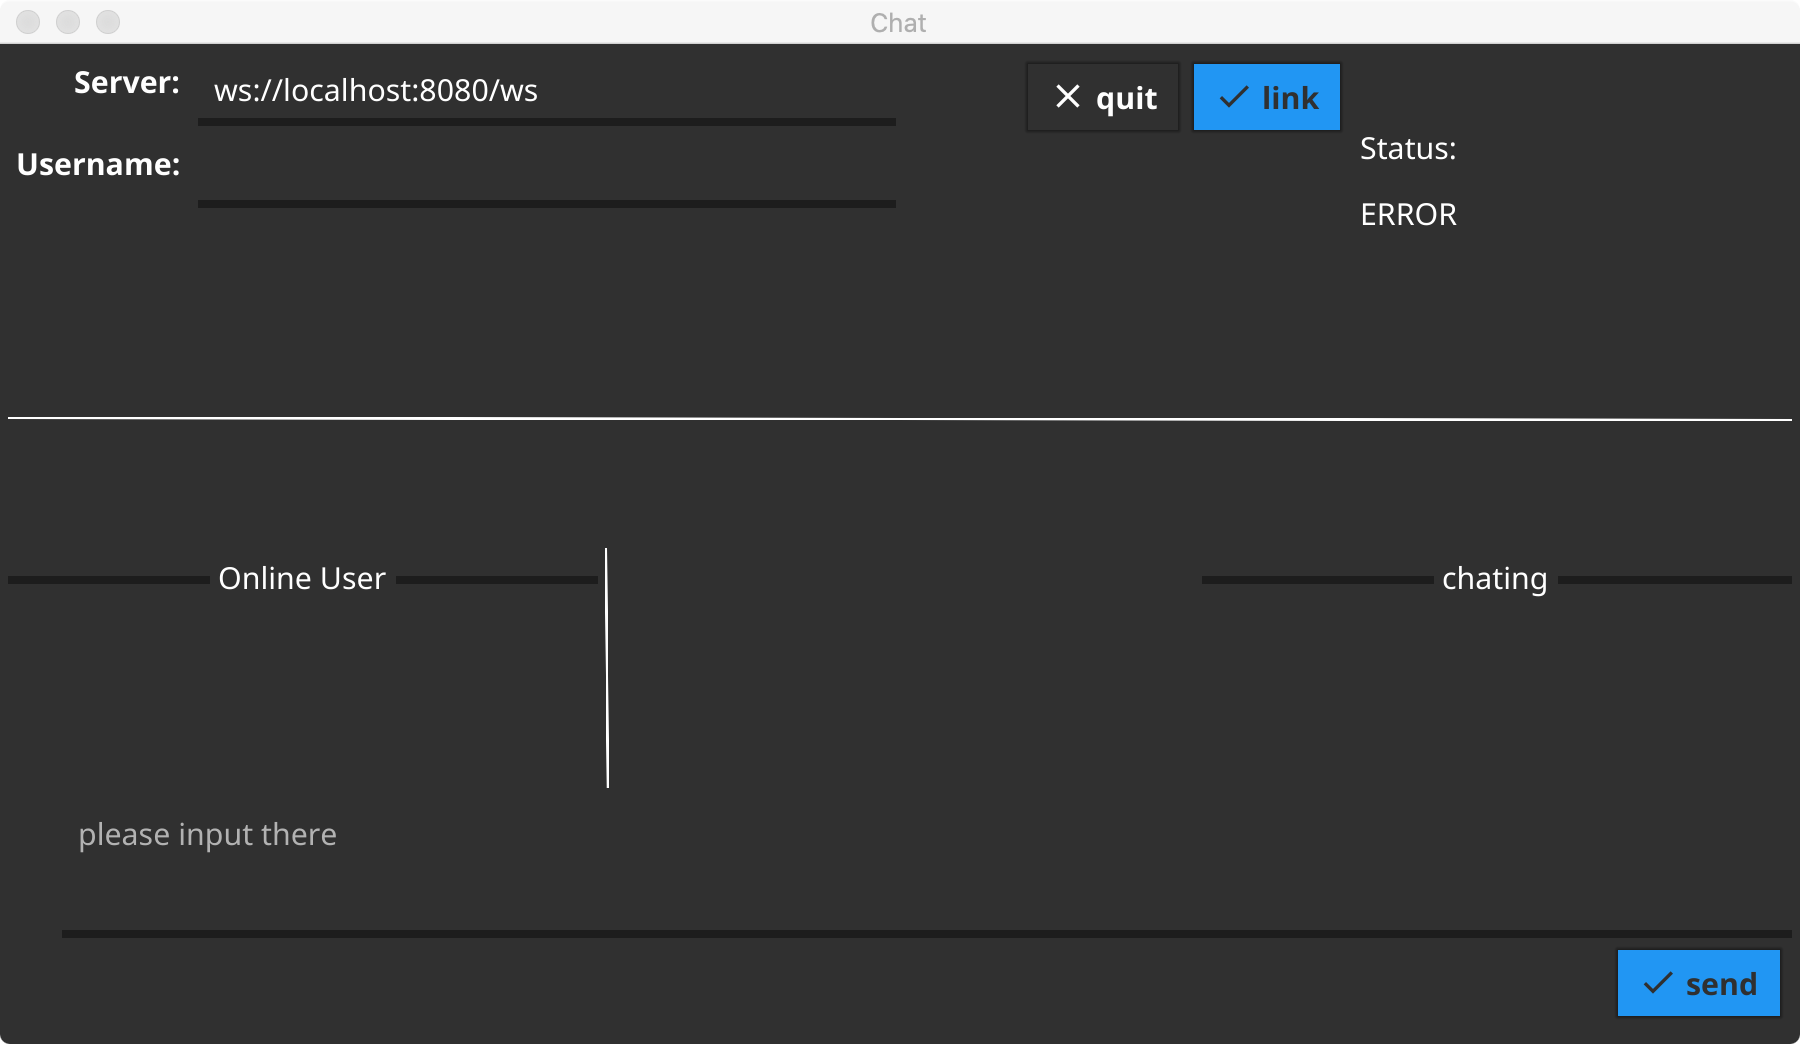 Chat
Server: ws://localhost:8080/ws
quit
link
Username:
Status:
ERROR
Online User
chating
please input there
send